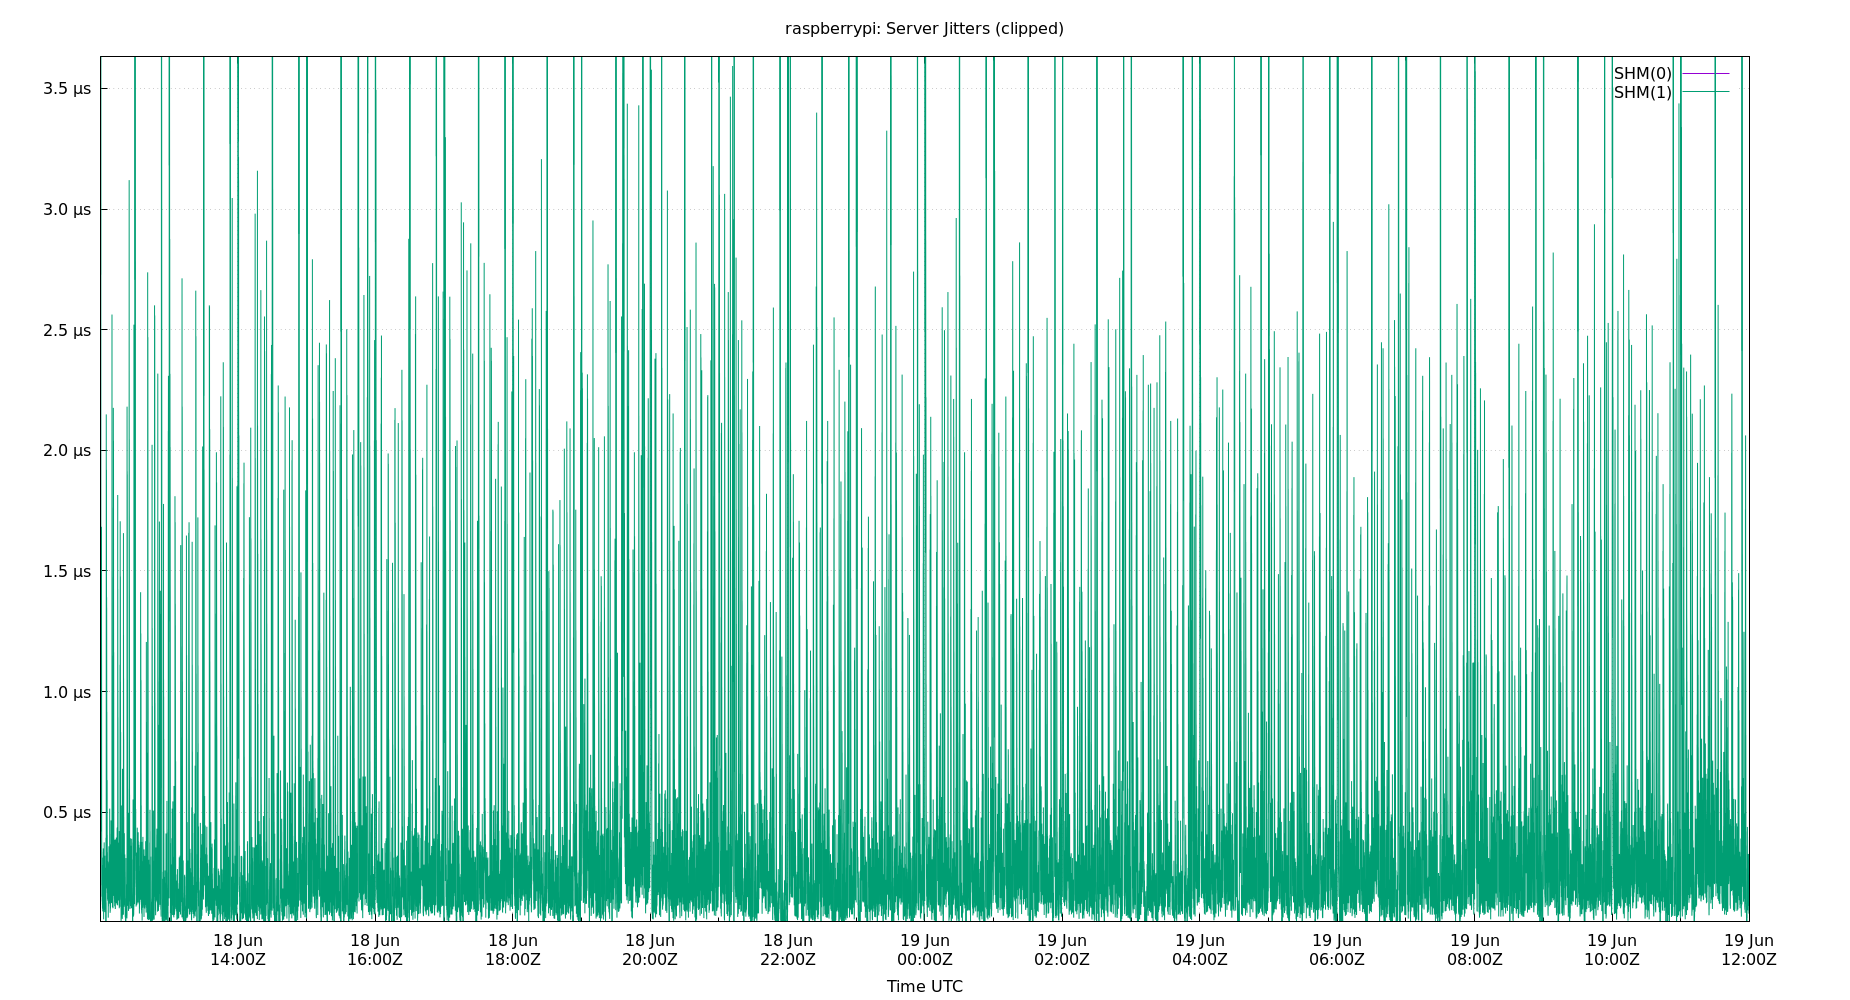 raspberrypi: Server Jitters (clipped)
SHM(0)
SHM(1)
3.5 µs
3.0 µs
2.5 µs
2.0 µs
1.5 µs
1.0 µs
0.5 µs
18 Jun 18 Jun 18 Jun 18 Jun 18 Jun 19 Jun 19 Jun 19 Jun 19 Jun 19 Jun 19 Jun 19 Jun
14:00Z 16:00Z 18:00Z 20:00Z 22:00Z 00:00Z 02:00Z 04:00Z 06:00Z 08:00Z 10:00Z 12:00Z
Time UTC